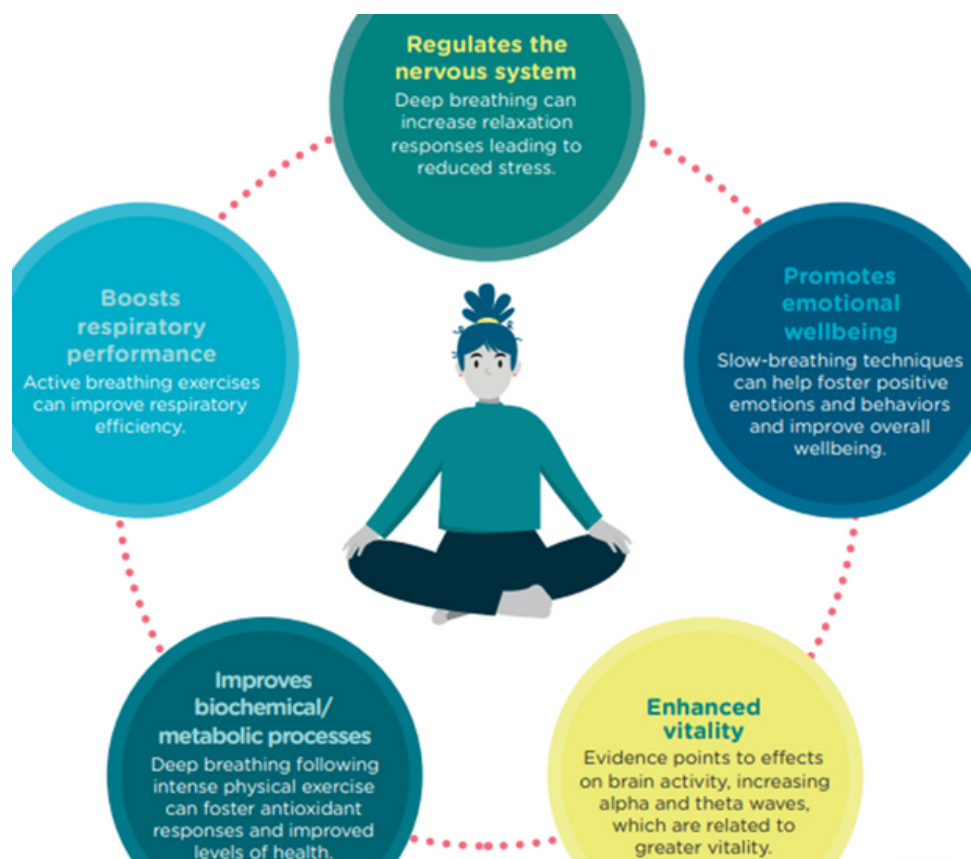 Regulates the
nervous system
Deep breathing can
increase relaxation
responses leading to
reduced stress.
Promotes
emotional
wellbeing
Slow-breathing techniques
can help foster positive
emotions and behaviors
and improve overall
wellbeing.
Enhanced
vitality
Evidence points to effects
on brain activity, increasing
alpha and theta waves,
which are related to
greater vitality.
Improves
biochemical/
metabolic processes
Deep breathing following
intense physical exercise
can foster antioxidant
responses and improved
levels of health.
Boosts
respiratory
performance
Active breathing exercises
can improve respiratory
efficiency.